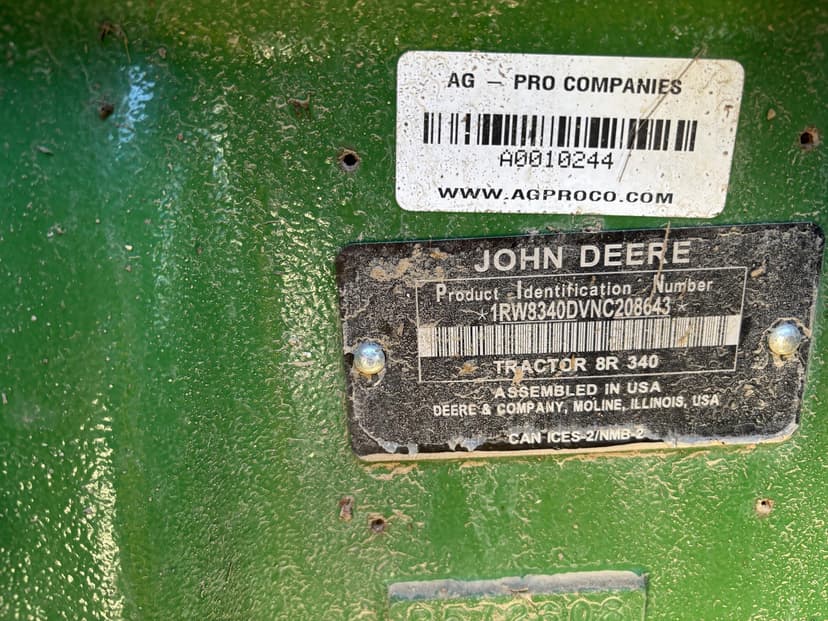 AG - PRO COMPANIES
A0010244
WWW.AGPROCO.COM
JOHN DEERE
Product Identification Number
*1RW8340DVNC208643*
TRACTOR 8R 340
ASSEMBLED IN USA
DEERE & COMPANY, MOLINE, ILLINOIS, USA
CAN ICES-2/NMB-2